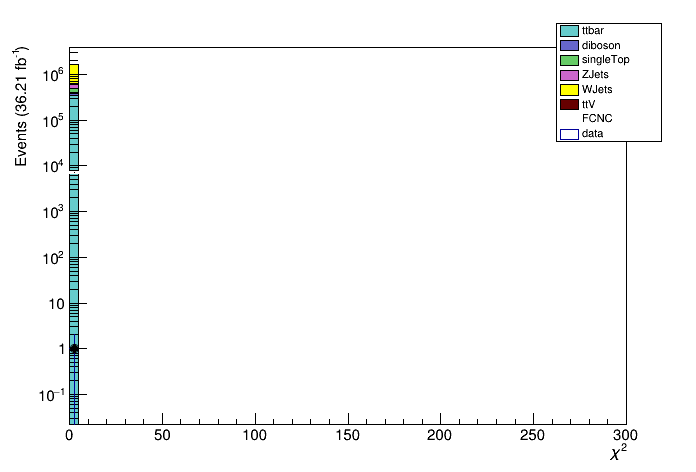 ttbar
diboson
singleTop
ZJets
WJets
ttV
FCNC
data
Events (36.21 fb⁻¹)
10⁶
10⁵
10⁴
10³
10²
10
1
10⁻¹
0 50 100 150 200 250 300
χ²